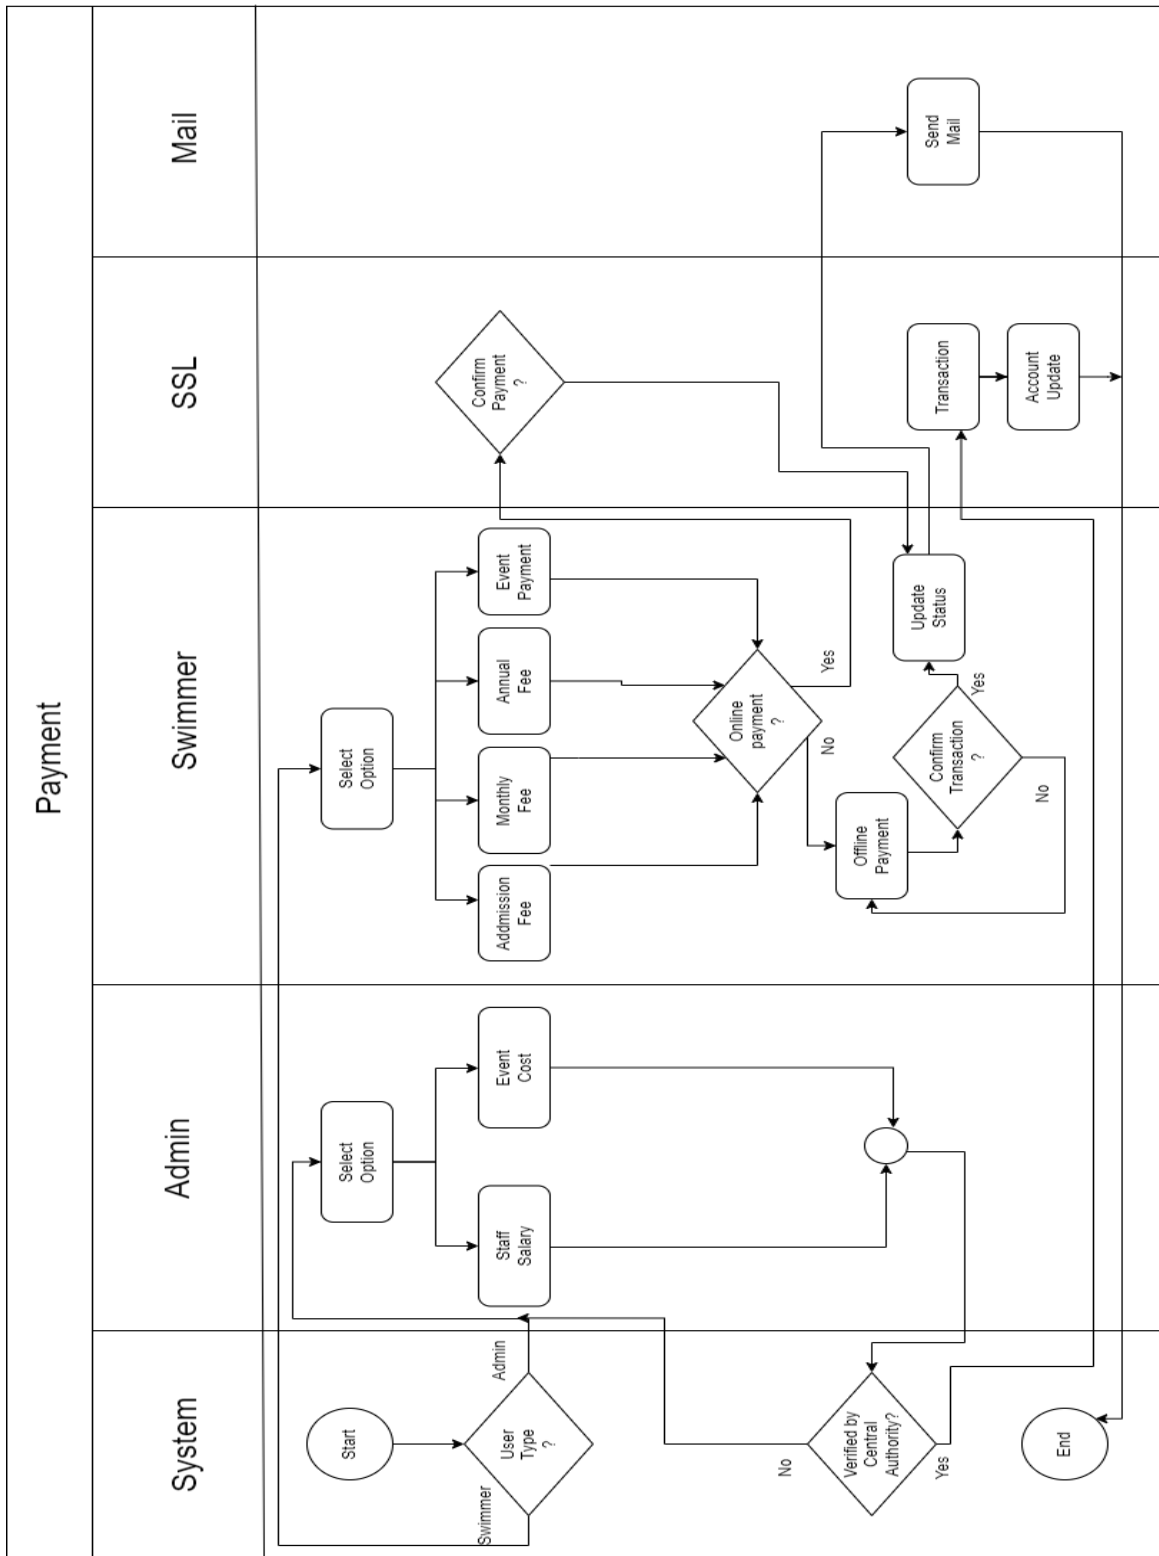 Payment
System
Admin
Swimmer
SSL
Mail
Start
User
Type
?
Swimmer
Admin
Verified by
Central
Authority?
No
Yes
End
Select
Option
Staff
Salary
Event
Cost
Select
Option
Addmission
Fee
Monthly
Fee
Annual
Fee
Event
Payment
Online
payment
?
No
Yes
Offline
Payment
Confirm
Transaction
?
Yes
No
Update
Status
Confirm
Payment
?
Transaction
Account
Update
Send
Mail